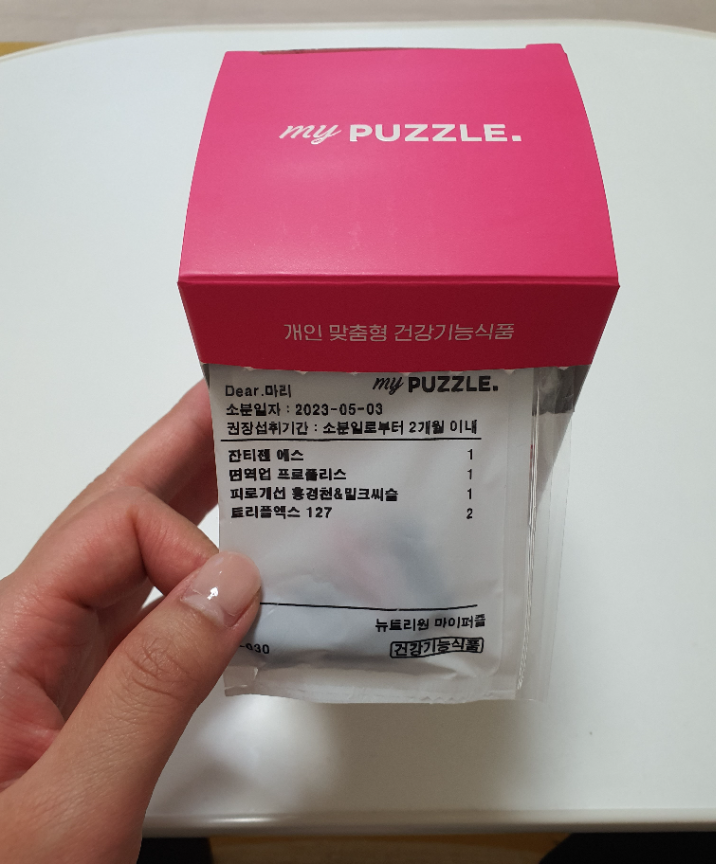 my PUZZLE.
개인 맞춤형 건강기능식품
my PUZZLE.
Dear.마리
소분일자 : 2023-05-03
권장섭취기간 : 소분일로부터 2개월 이내
잔티젠 에스 1
면역업 프로폴리스 1
피로개선 홍경천&밀크씨슬 1
트리플엑스 127 2
뉴트리원 마이퍼즐
-030
건강기능식품